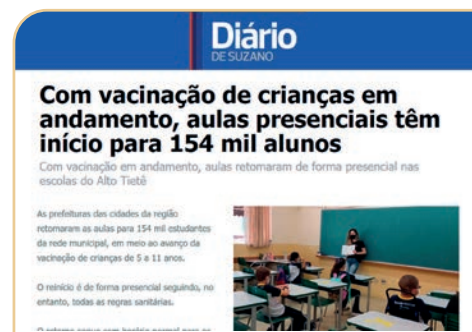 Diário
DE SUZANO
Com vacinação de crianças em
andamento, aulas presenciais têm
início para 154 mil alunos
Com vacinação em andamento, aulas retomaram de forma presencial nas
escolas do Alto Tietê
As prefeituras das cidades da região
retomaram as aulas para 154 mil estudantes
da rede municipal, em meio ao avanço da
vacinação de crianças de 5 a 11 anos.
O reinício é de forma presencial seguindo, no
entanto, todas as regras sanitárias.